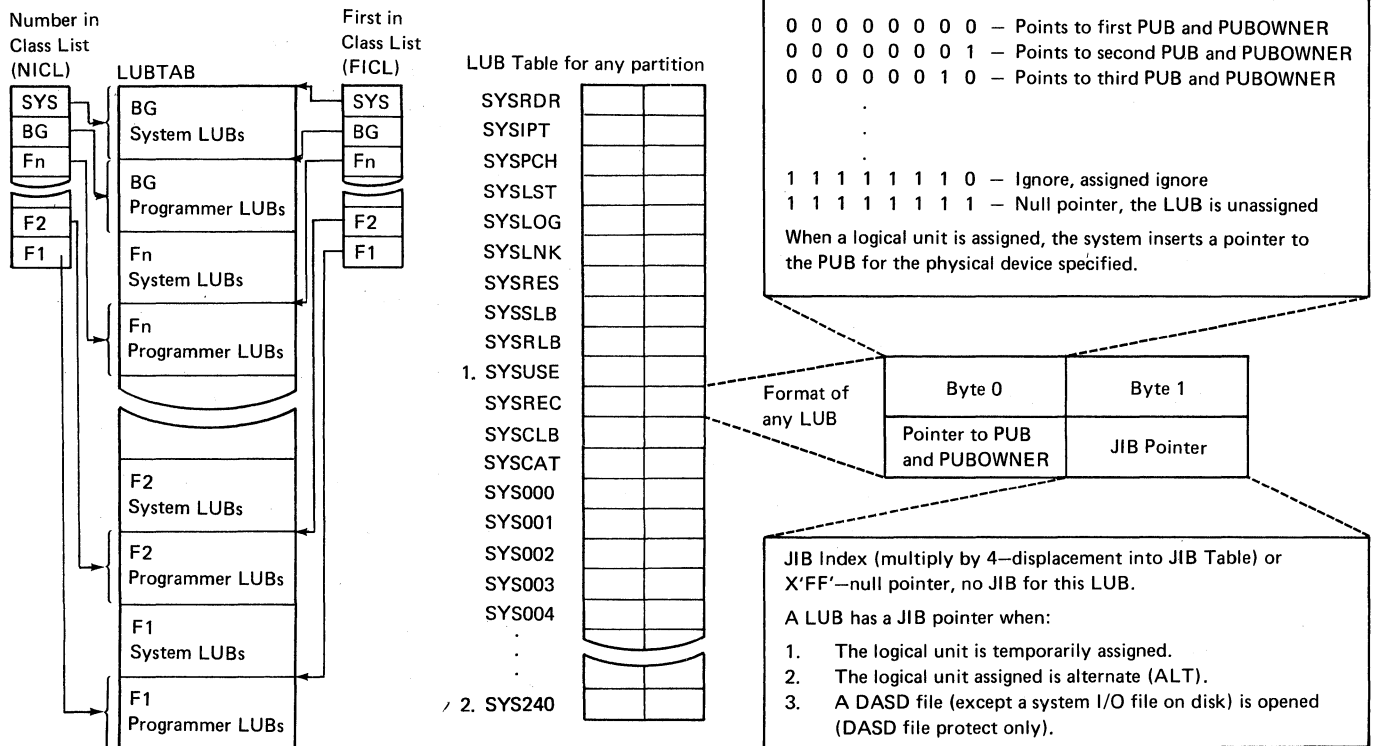 Number in
Class List
(NICL)
SYS
BG
Fn
F2
F1
LUBTAB
BG
System LUBs
BG
Programmer LUBs
Fn
System LUBs
Fn
Programmer LUBs
F2
System LUBs
F2
Programmer LUBs
F1
System LUBs
F1
Programmer LUBs
First in
Class List
(FICL)
SYS
BG
Fn
F2
F1
LUB Table for any partition
SYSRDR
SYSIPT
SYSPCH
SYSLST
SYSLOG
SYSLNK
SYSRES
SYSSLB
SYSRLB
1. SYSUSE
SYSREC
SYSCLB
SYSCAT
SYS000
SYS001
SYS002
SYS003
SYS004
.
.
.
2. SYS240
0 0 0 0 0 0 0 0 — Points to first PUB and PUBOWNER
0 0 0 0 0 0 0 1 — Points to second PUB and PUBOWNER
0 0 0 0 0 0 1 0 — Points to third PUB and PUBOWNER
.
.
.
1 1 1 1 1 1 1 0 — Ignore, assigned ignore
1 1 1 1 1 1 1 1 — Null pointer, the LUB is unassigned
When a logical unit is assigned, the system inserts a pointer to
the PUB for the physical device specified.
Format of
any LUB
Byte 0
Byte 1
Pointer to PUB
and PUBOWNER
JIB Pointer
JIB Index (multiply by 4—displacement into JIB Table) or
X'FF'—null pointer, no JIB for this LUB.
A LUB has a JIB pointer when:
1. The logical unit is temporarily assigned.
2. The logical unit assigned is alternate (ALT).
3. A DASD file (except a system I/O file on disk) is opened
(DASD file protect only).